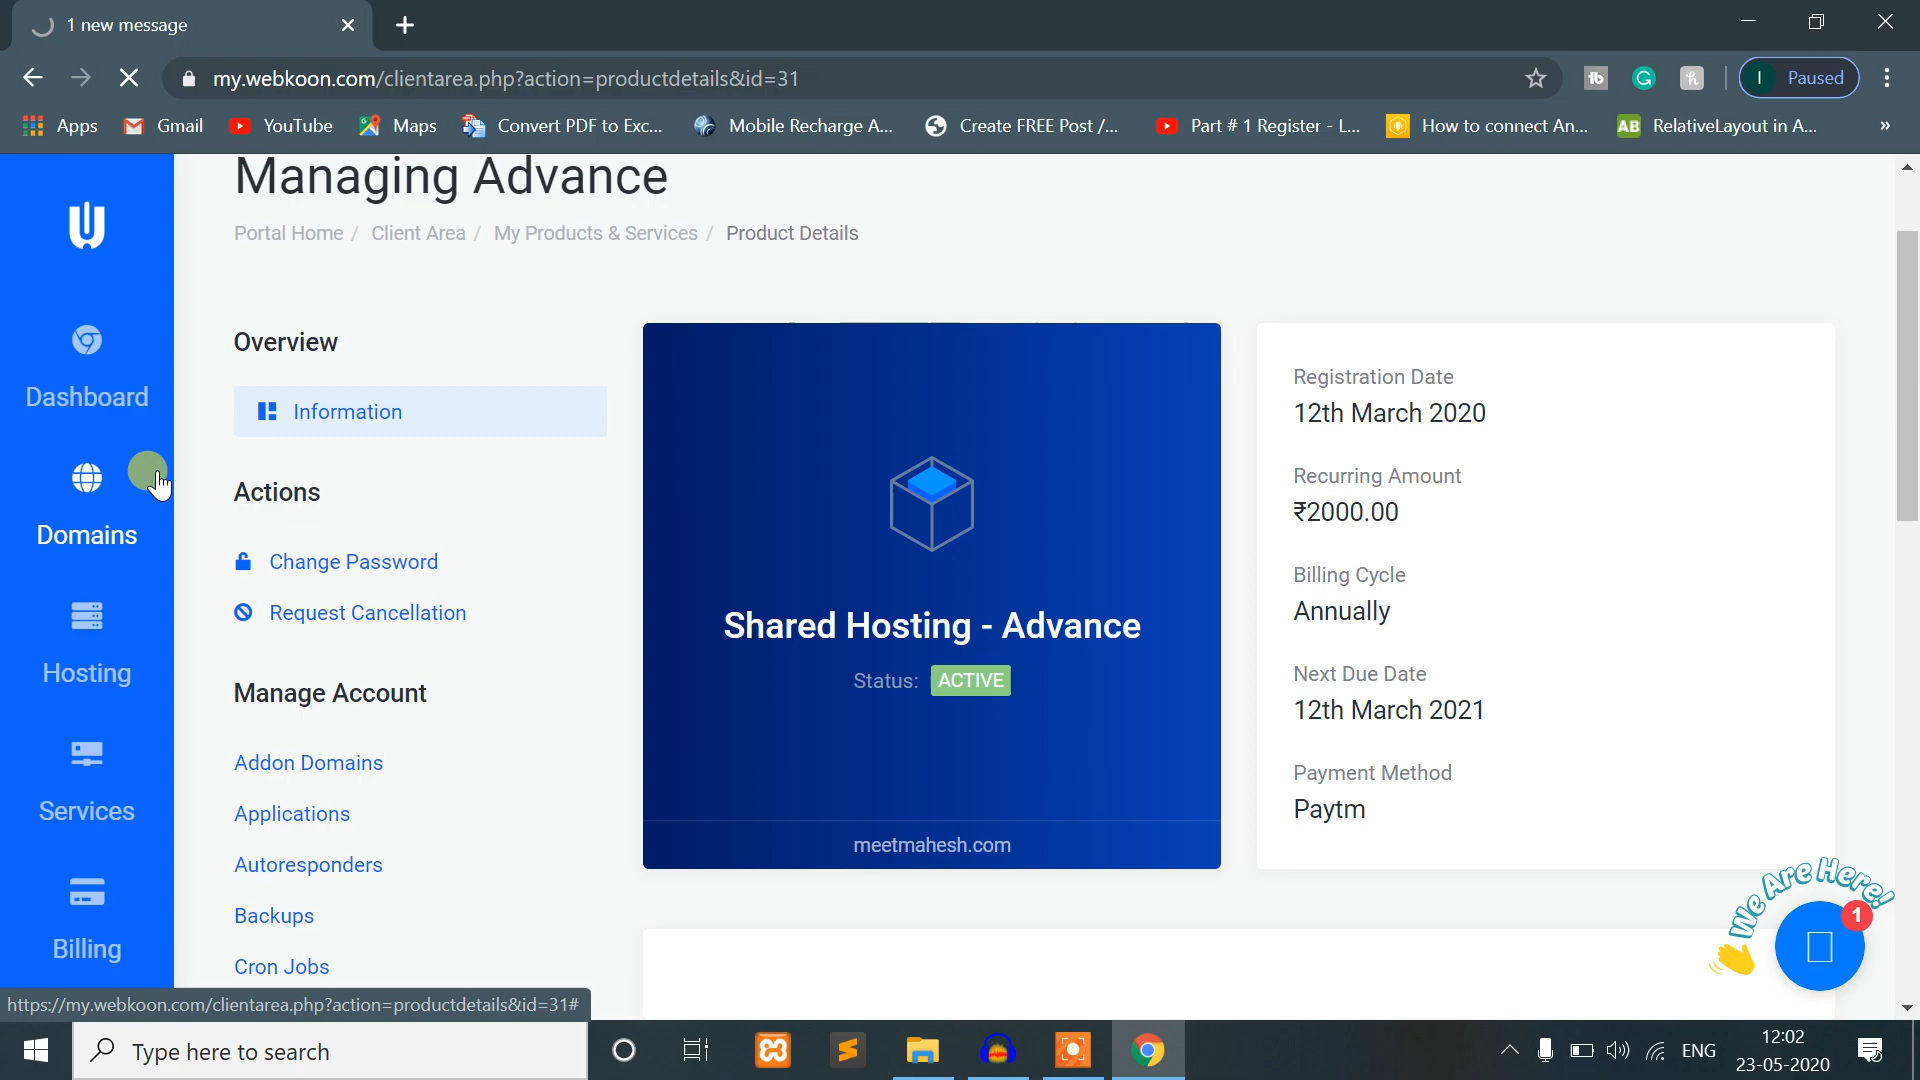 1 new message
my.webkoon.com/clientarea.php?action=productdetails&id=31
Paused
Apps
Gmail
YouTube
Maps
Convert PDF to Exc...
Mobile Recharge A...
Create FREE Post /...
Part # 1 Register - L...
How to connect An...
AB RelativeLayout in A...
»
Managing Advance
Portal Home / Client Area / My Products & Services / Product Details
Dashboard
Domains
Hosting
Services
Billing
Overview
Information
Actions
Change Password
Request Cancellation
Manage Account
Addon Domains
Applications
Autoresponders
Backups
Cron Jobs
Shared Hosting - Advance
Status: ACTIVE
meetmahesh.com
Registration Date
12th March 2020
Recurring Amount
₹2000.00
Billing Cycle
Annually
Next Due Date
12th March 2021
Payment Method
Paytm
We Are Here!
1
https://my.webkoon.com/clientarea.php?action=productdetails&id=31#
Type here to search
ENG
12:02
23-05-2020